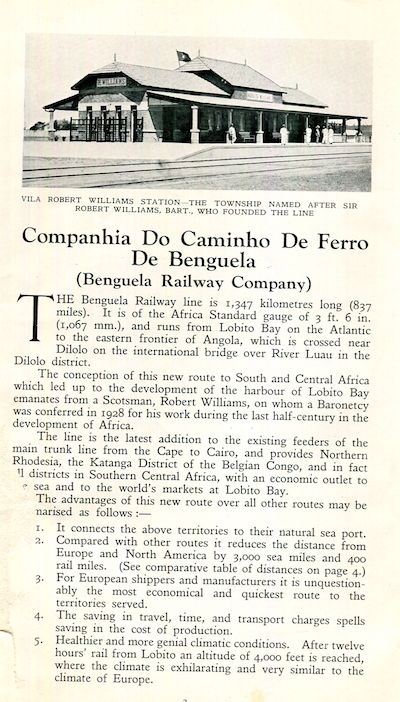 VILA ROBERT WILLIAMS STATION—THE TOWNSHIP NAMED AFTER SIR
ROBERT WILLIAMS, BART., WHO FOUNDED THE LINE
Companhia Do Caminho De Ferro
De Benguela
(Benguela Railway Company)
THE Benguela Railway line is 1,347 kilometres long (837
miles). It is of the Africa Standard gauge of 3 ft. 6 in.
(1,067 mm.), and runs from Lobito Bay on the Atlantic
to the eastern frontier of Angola, which is crossed near
Dilolo on the international bridge over River Luau in the
Dilolo district.
The conception of this new route to South and Central Africa
which led up to the development of the harbour of Lobito Bay
emanates from a Scotsman, Robert Williams, on whom a Baronetcy
was conferred in 1928 for his work during the last half-century in the
development of Africa.
The line is the latest addition to the existing feeders of the
main trunk line from the Cape to Cairo, and provides Northern
Rhodesia, the Katanga District of the Belgian Congo, and in fact
ll districts in Southern Central Africa, with an economic outlet to
e sea and to the world's markets at Lobito Bay.
The advantages of this new route over all other routes may be
narised as follows :—
1. It connects the above territories to their natural sea port.
2. Compared with other routes it reduces the distance from
Europe and North America by 3,000 sea miles and 400
rail miles. (See comparative table of distances on page 4.)
3. For European shippers and manufacturers it is unquestion-
ably the most economical and quickest route to the
territories served.
4. The saving in travel, time, and transport charges spells
saving in the cost of production.
5. Healthier and more genial climatic conditions. After twelve
hours' rail from Lobito an altitude of 4,000 feet is reached,
where the climate is exhilarating and very similar to the
climate of Europe.